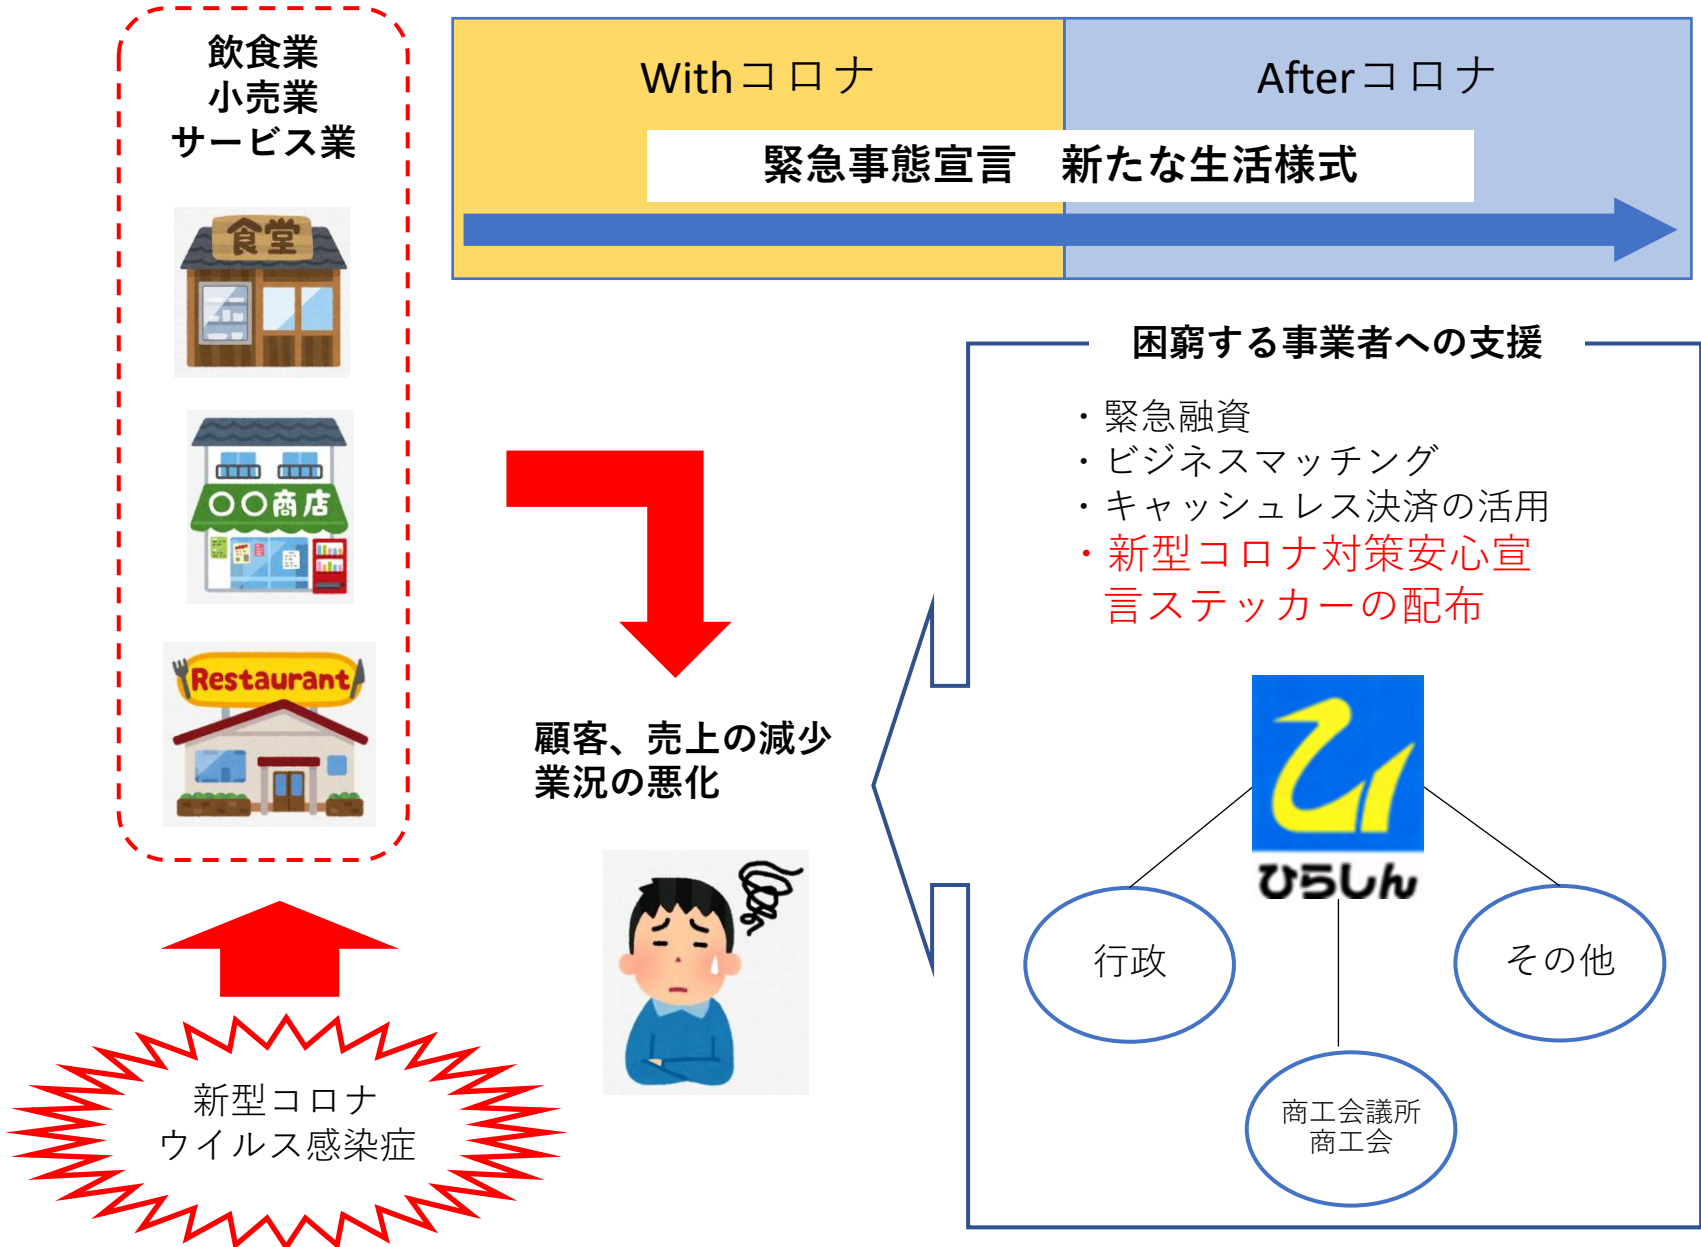 飲食業
小売業
サービス業
食堂
〇〇商店
Restaurant
Withコロナ
Afterコロナ
緊急事態宣言　新たな生活様式
困窮する事業者への支援
・緊急融資
・ビジネスマッチング
・キャッシュレス決済の活用
・新型コロナ対策安心宣
言ステッカーの配布
顧客、売上の減少
業況の悪化
ひらしん
行政
その他
商工会議所
商工会
新型コロナ
ウイルス感染症